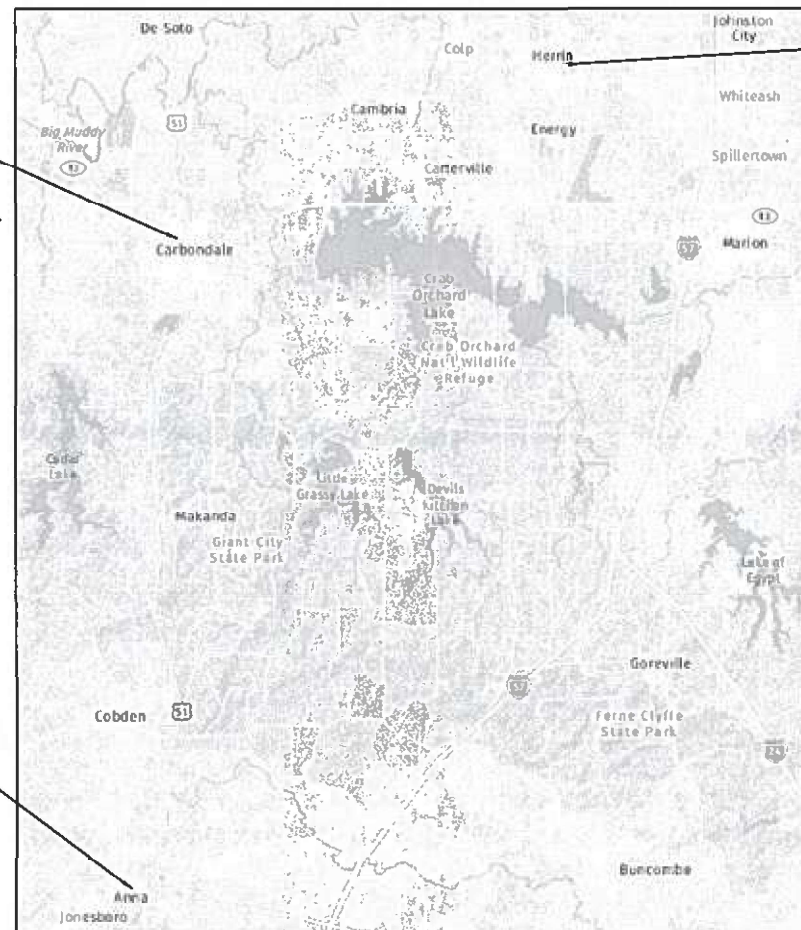 De Soto
Johnston
City
Colp
Herrin
Whiteash
Cambria
51
Energy
Big Muddy
River
13
Spillertown
Carterville
13
Carbondale
57
Marion
Crab
Orchard
Lake
Crab Orchard
Nat'l Wildlife
Refuge
Cedar
Lake
Little
Grassy Lake
Devils
Kitchen
Lake
Makanda
Giant City
State Park
Lake of
Egypt
Goreville
57
Cobden
51
Ferne Clyffe
State Park
24
Buncombe
Anna
Jonesboro